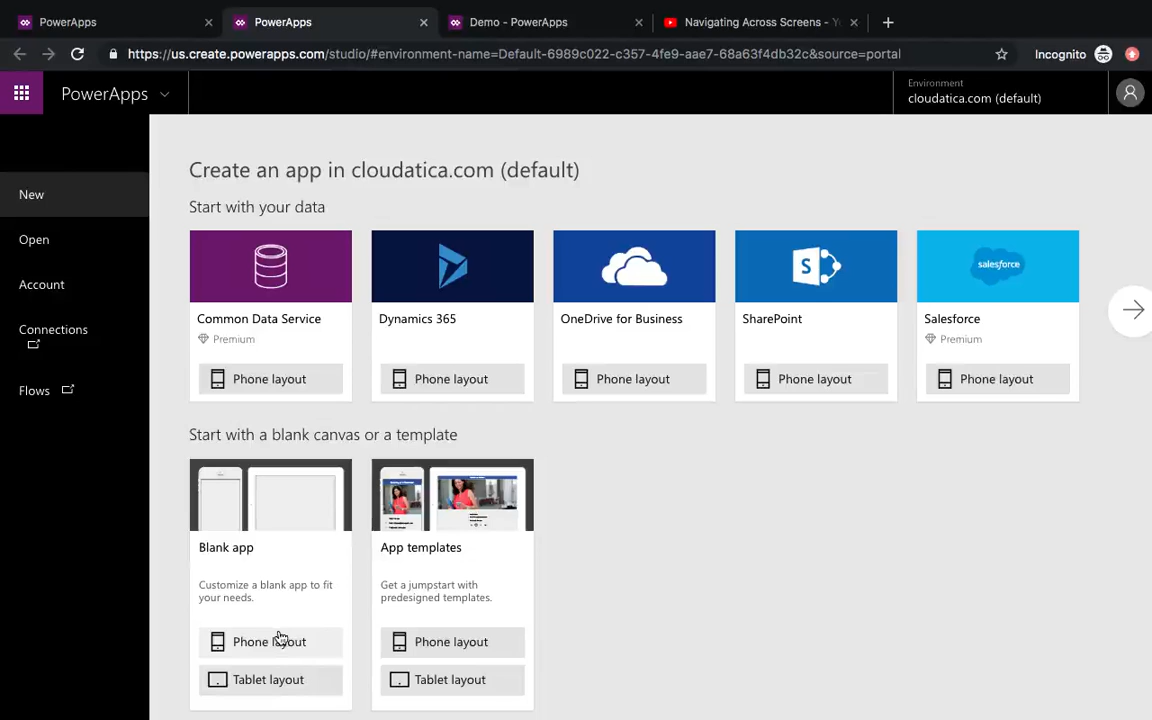 PowerApps
PowerApps
Demo - PowerApps
Navigating Across Screens -
https://us.create.powerapps.com/studio/#environment-name=Default-6989c022-c357-4fe9-aae7-68a63f4db32c&source=portal
Incognito
PowerApps
Environment
cloudatica.com (default)
New
Open
Account
Connections
Flows
Create an app in cloudatica.com (default)
Start with your data
Common Data Service
Premium
Phone layout
Dynamics 365
Phone layout
OneDrive for Business
Phone layout
S
SharePoint
Phone layout
salesforce
Salesforce
Premium
Phone layout
Start with a blank canvas or a template
Blank app
Customize a blank app to fit
your needs.
Phone layout
Tablet layout
App templates
Get a jumpstart with
predesigned templates.
Phone layout
Tablet layout